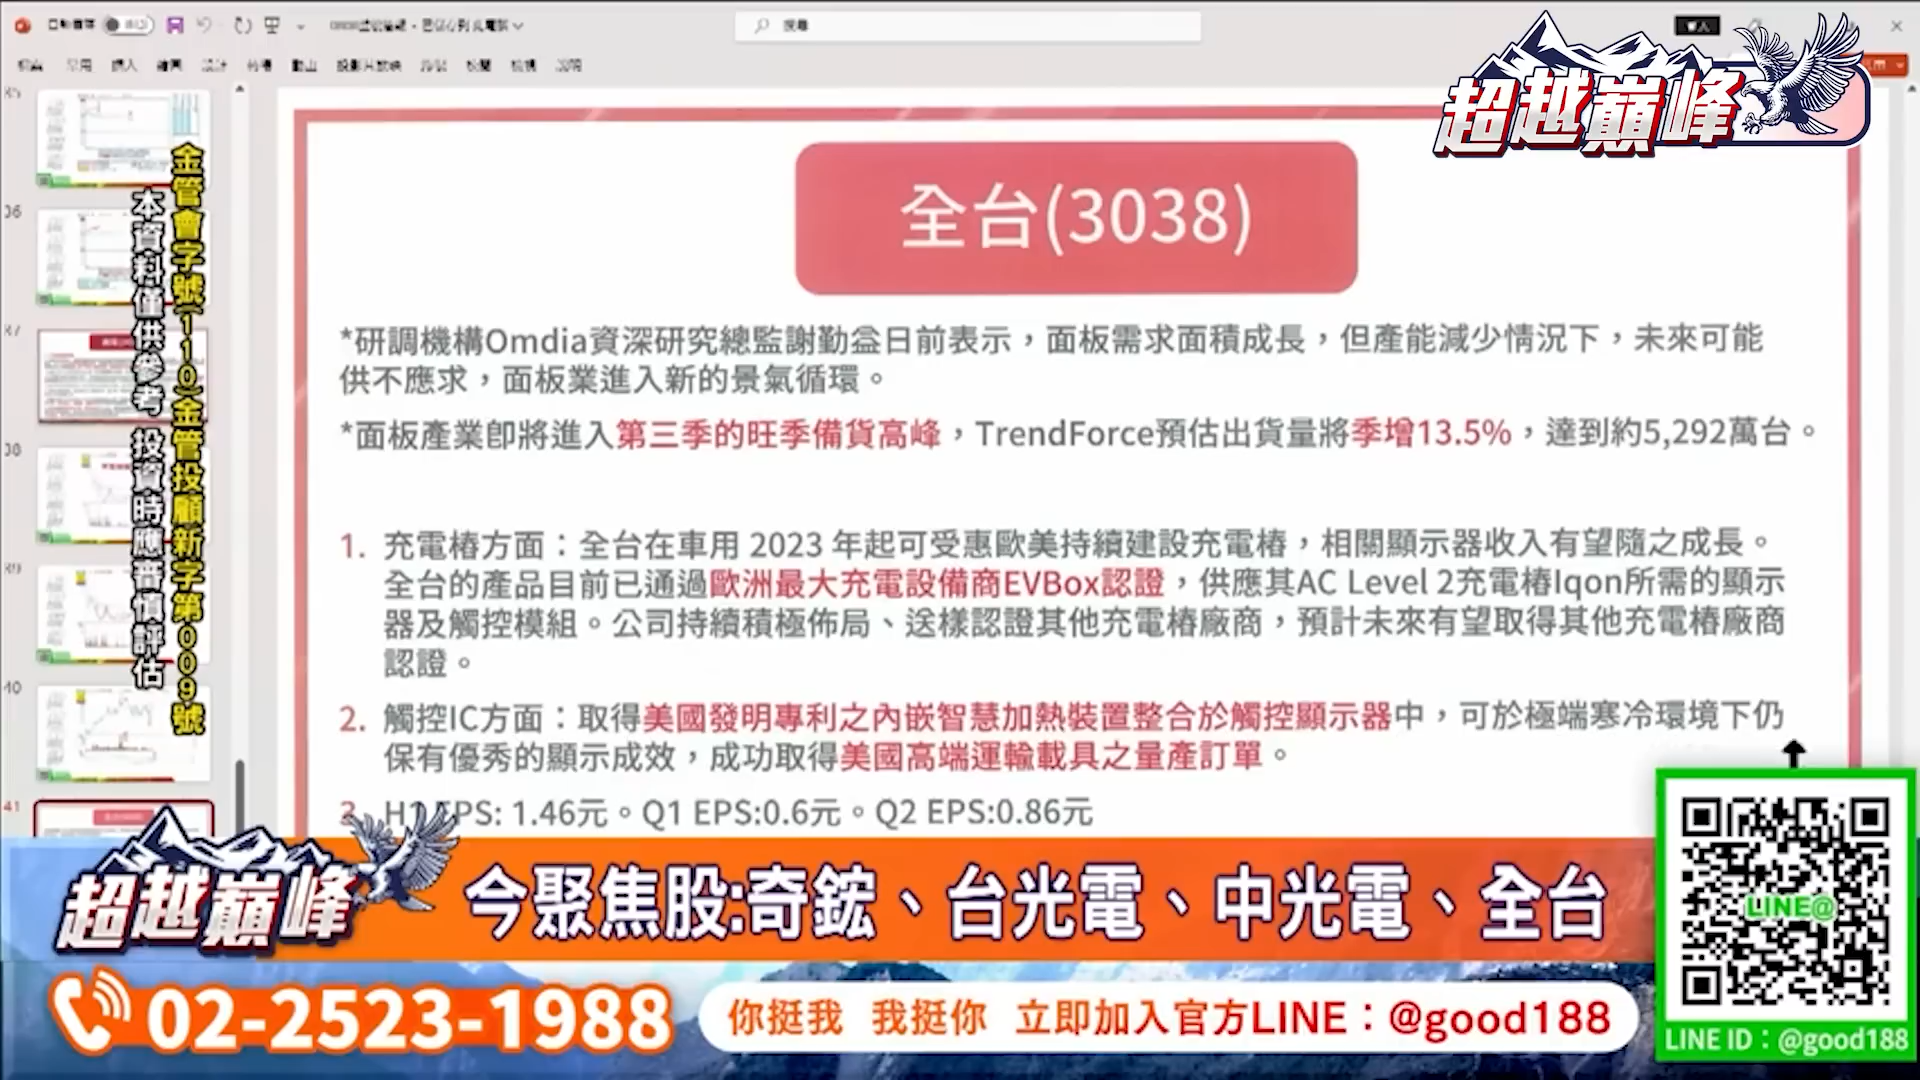 搜尋
超越巔峰
金管會字號(110)金管投顧新字第009號
本資料僅供參考 投資時應普慎評估
36
38
39
40
41
全台(3038)
*研調機構Omdia資深研究總監謝勤益日前表示，面板需求面積成長，但產能減少情況下，未來可能
供不應求，面板業進入新的景氣循環。
*面板產業即將進入第三季的旺季備貨高峰，TrendForce預估出貨量將季增13.5%，達到約5,292萬台。
1. 充電樁方面：全台在車用 2023 年起可受惠歐美持續建設充電樁，相關顯示器收入有望隨之成長。
全台的產品目前已通過歐洲最大充電設備商EVBox認證，供應其AC Level 2充電樁Iqon所需的顯示
器及觸控模組。公司持續積極佈局、送樣認證其他充電樁廠商，預計未來有望取得其他充電樁廠商
認證。
2. 觸控IC方面：取得美國發明專利之內嵌智慧加熱裝置整合於觸控顯示器中，可於極端寒冷環境下仍
保有優秀的顯示成效，成功取得美國高端運輸載具之量產訂單。
3. H1 EPS: 1.46元。Q1 EPS:0.6元。Q2 EPS:0.86元
超越巔峰
今聚焦股:奇鋐、台光電、中光電、全台
02-2523-1988
你挺我 我挺你 立即加入官方LINE：@good188
LINE@
LINE ID：@good188